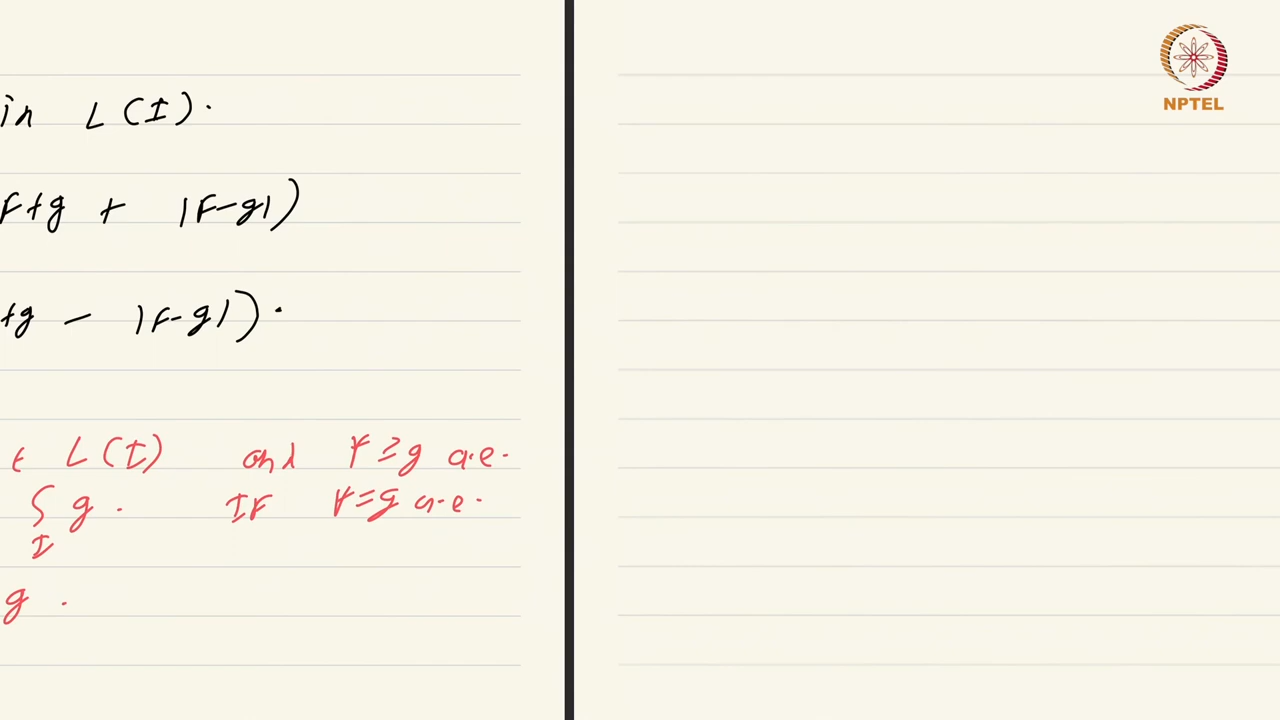 in L(I).
F+g + |F-g|)
+g - |F-g|).
E L(I) and F≥g a.e.
∫ g. IF F=g a.e.
I
g.
NPTEL